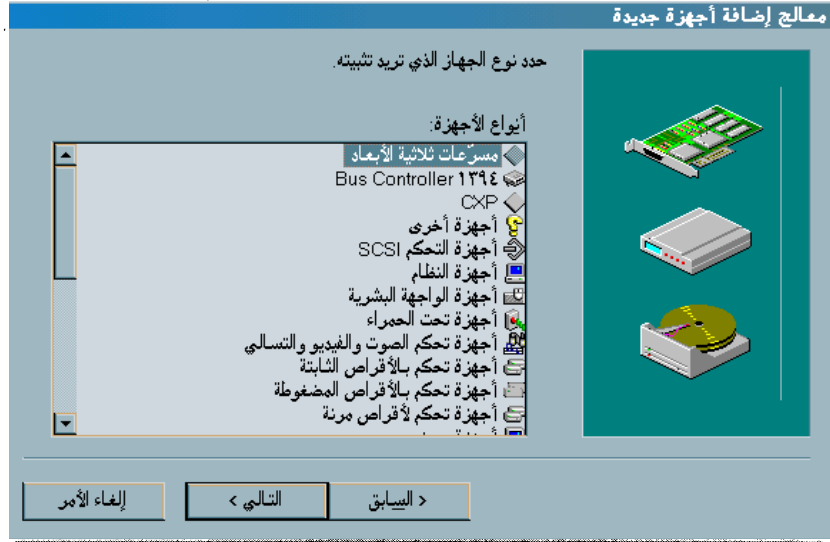 معالج إضافة أجهزة جديدة
حدد نوع الجهاز الذي تريد تثبيته.
أنواع الأجهزة:
مسرّعات ثلاثية الأبعاد
١٣٩٤ Bus Controller
CXP
أجهزة أخرى
أجهزة التحكم SCSI
أجهزة النظام
أجهزة الواجهة البشرية
أجهزة تحت الحمراء
أجهزة تحكم الصوت والفيديو والتسالي
أجهزة تحكم بالأقراص الثابتة
أجهزة تحكم بالأقراص المضغوطة
أجهزة تحكم لأقراص مرنة
< السابق
التالي >
إلغاء الأمر